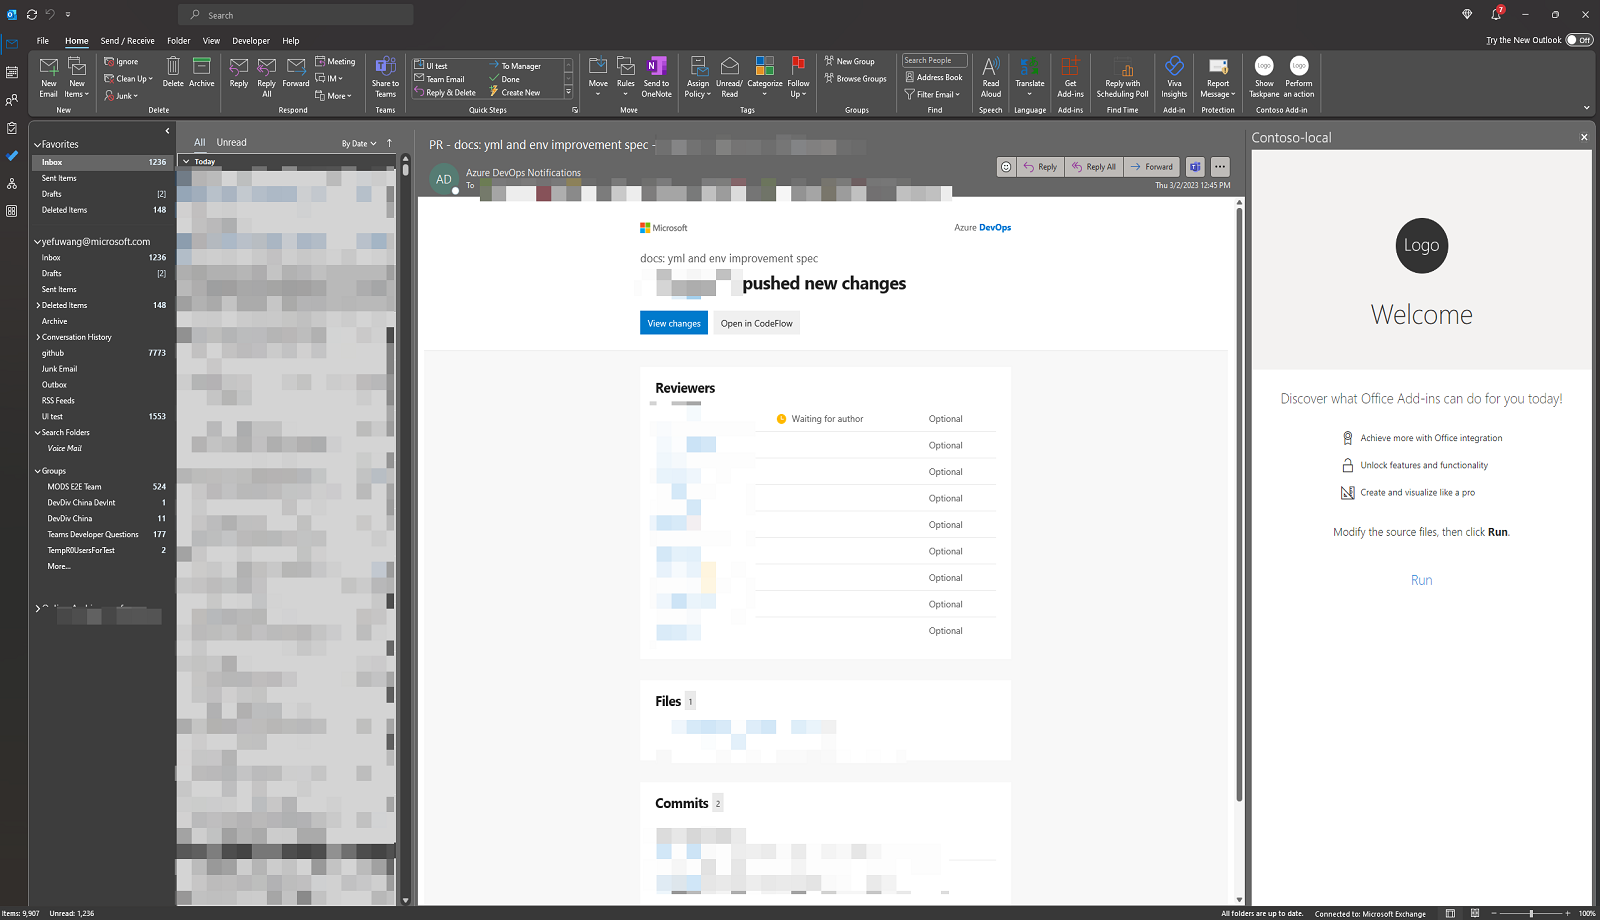 Search
7
File Home Send / Receive Folder View Developer Help
Try the New Outlook Off
New Email
New Items
New
Ignore
Clean Up
Junk
Delete
Archive
Delete
Reply
Reply All
Forward
Meeting
IM
More
Respond
Share to Teams
Teams
UI test
Team Email
Reply & Delete
To Manager
Done
Create New
Quick Steps
Move
Rules
Send to OneNote
Move
Assign Policy
Unread/ Read
Categorize
Follow Up
Tags
New Group
Browse Groups
Groups
Search People
Address Book
Filter Email
Find
Read Aloud
Speech
Translate
Language
Get Add-ins
Add-ins
Reply with Scheduling Poll
Find Time
Viva Insights
Add-in
Report Message
Protection
Logo
Show Taskpane
Logo
Perform an action
Contoso Add-in
Favorites
Inbox 1236
Sent Items
Drafts [2]
Deleted Items 148
yefuwang@microsoft.com
Inbox 1236
Drafts [2]
Sent Items
Deleted Items 148
Archive
Conversation History
github 7773
Junk Email
Outbox
RSS Feeds
UI test 1553
Search Folders
Voice Mail
Groups
MODS E2E Team 524
DevDiv China DevInt 1
DevDiv China 11
Teams Developer Questions 177
TempR0UsersForTest 2
More...
All Unread By Date
Today
PR - docs: yml and env improvement spec -
AD
Azure DevOps Notifications
To
Reply Reply All Forward
Thu 3/2/2023 12:45 PM
Microsoft Azure DevOps
docs: yml and env improvement spec
pushed new changes
View changes Open in CodeFlow
Reviewers
Waiting for author Optional
Optional
Optional
Optional
Optional
Optional
Optional
Optional
Optional
Files 1
Commits 2
Contoso-local
Logo
Welcome
Discover what Office Add-ins can do for you today!
Achieve more with Office integration
Unlock features and functionality
Create and visualize like a pro
Modify the source files, then click Run.
Run
Items: 9,907 Unread: 1,236
All folders are up to date. Connected to: Microsoft Exchange 100%